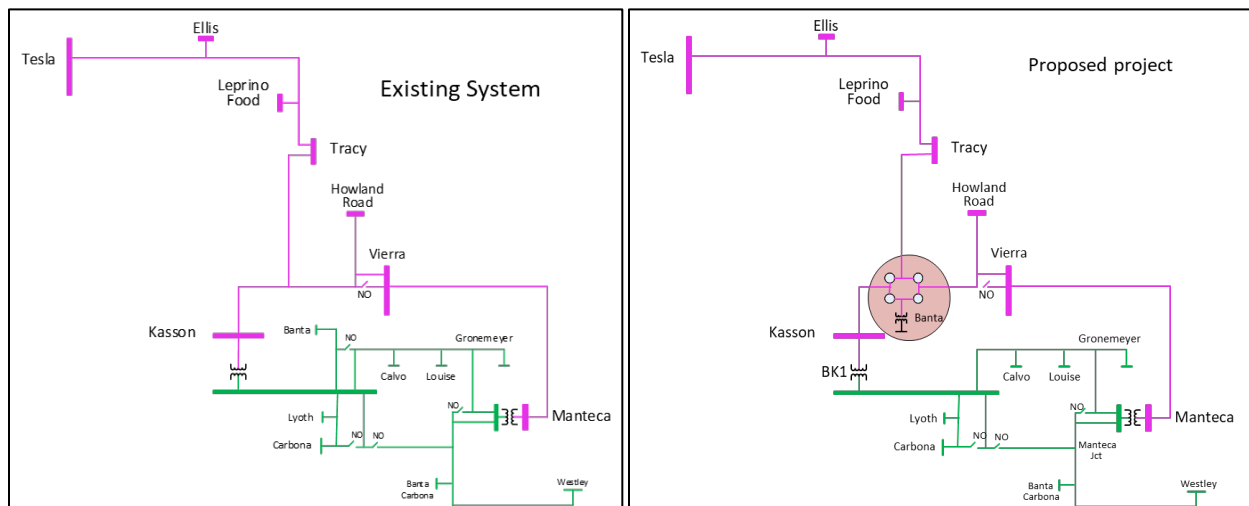 Ellis
Tesla
Existing System
Leprino
Food
Tracy
Howland
Road
Vierra
NO
Kasson
Banta
NO
Gronemeyer
Calvo
Louise
NO
Lyoth
Manteca
Carbona
NO
NO
Banta
Carbona
Westley
Ellis
Tesla
Proposed project
Leprino
Food
Tracy
Howland
Road
Vierra
NO
Banta
Kasson
Gronemeyer
BK1
Calvo
Louise
NO
Lyoth
Manteca
Carbona
NO
NO
Manteca
Jct
Banta
Carbona
Westley